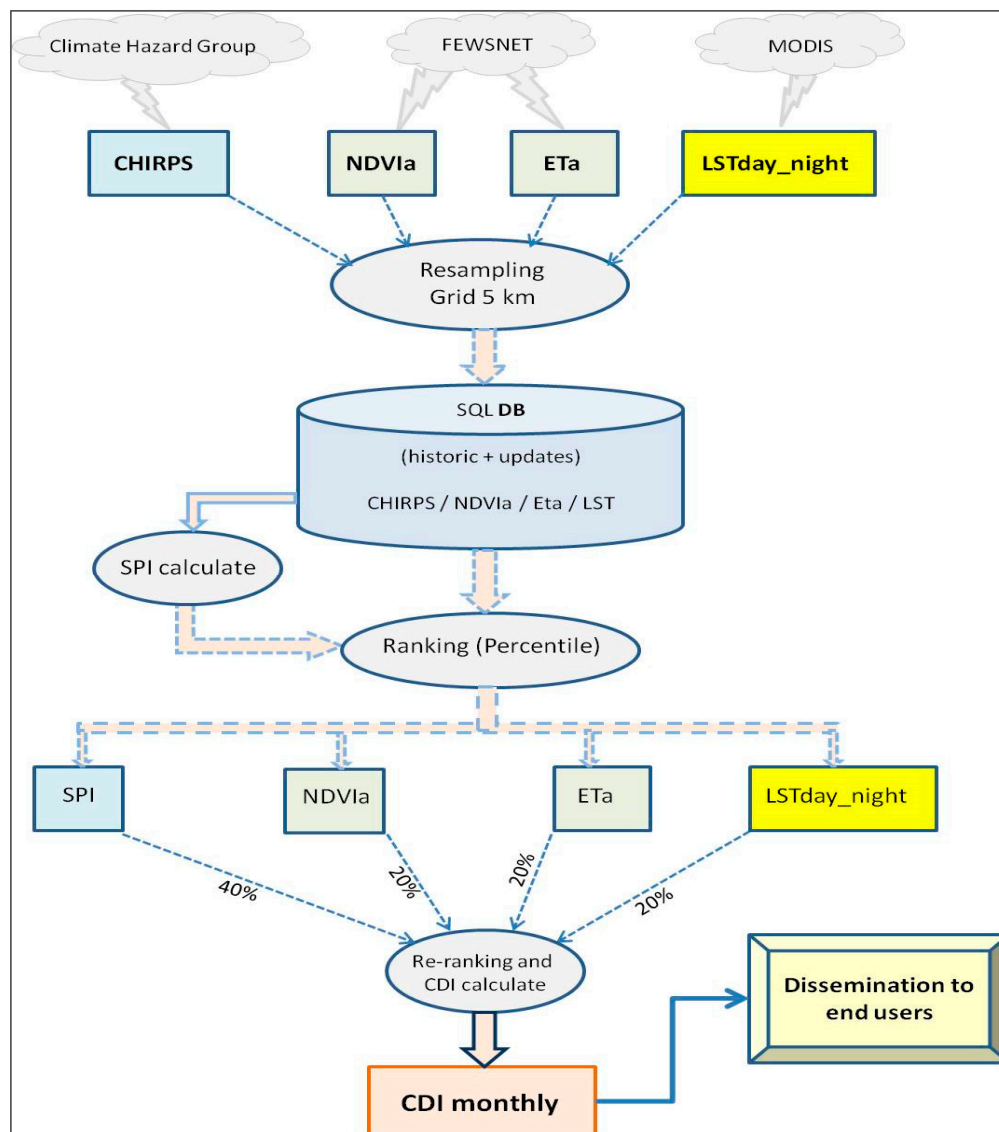 Climate Hazard Group
FEWSNET
MODIS
CHIRPS
NDVIa
ETa
LSTday_night
Resampling
Grid 5 km
SQL DB
(historic + updates)
CHIRPS / NDVIa / Eta / LST
SPI calculate
Ranking (Percentile)
SPI
NDVIa
ETa
LSTday_night
40%
20%
20%
20%
Re-ranking and
CDI calculate
Dissemination to
end users
CDI monthly